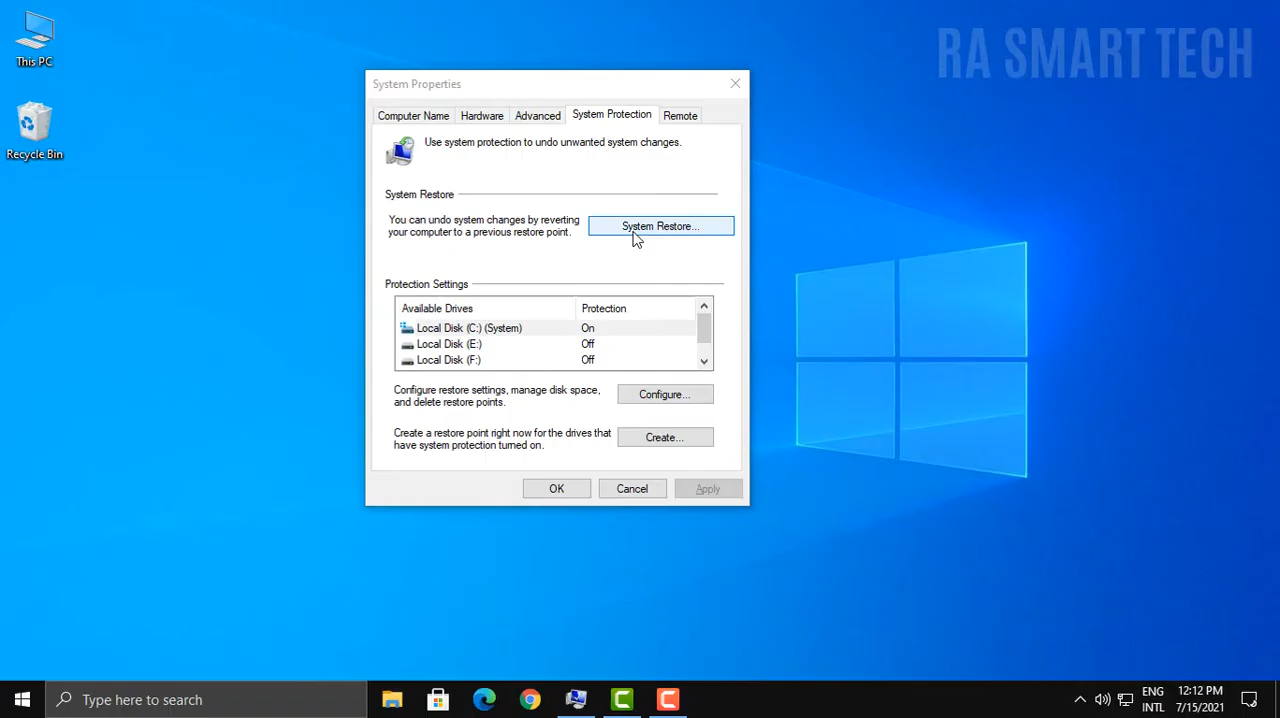 RA SMART TECH
This PC
Recycle Bin
System Properties
Computer Name Hardware Advanced System Protection Remote
Use system protection to undo unwanted system changes.
System Restore
You can undo system changes by reverting
your computer to a previous restore point.
System Restore...
Protection Settings
Available Drives Protection
Local Disk (C:) (System) On
Local Disk (E:) Off
Local Disk (F:) Off
Configure restore settings, manage disk space,
and delete restore points.
Configure...
Create a restore point right now for the drives that
have system protection turned on.
Create...
OK Cancel Apply
Type here to search
ENG
INTL
12:12 PM
7/15/2021